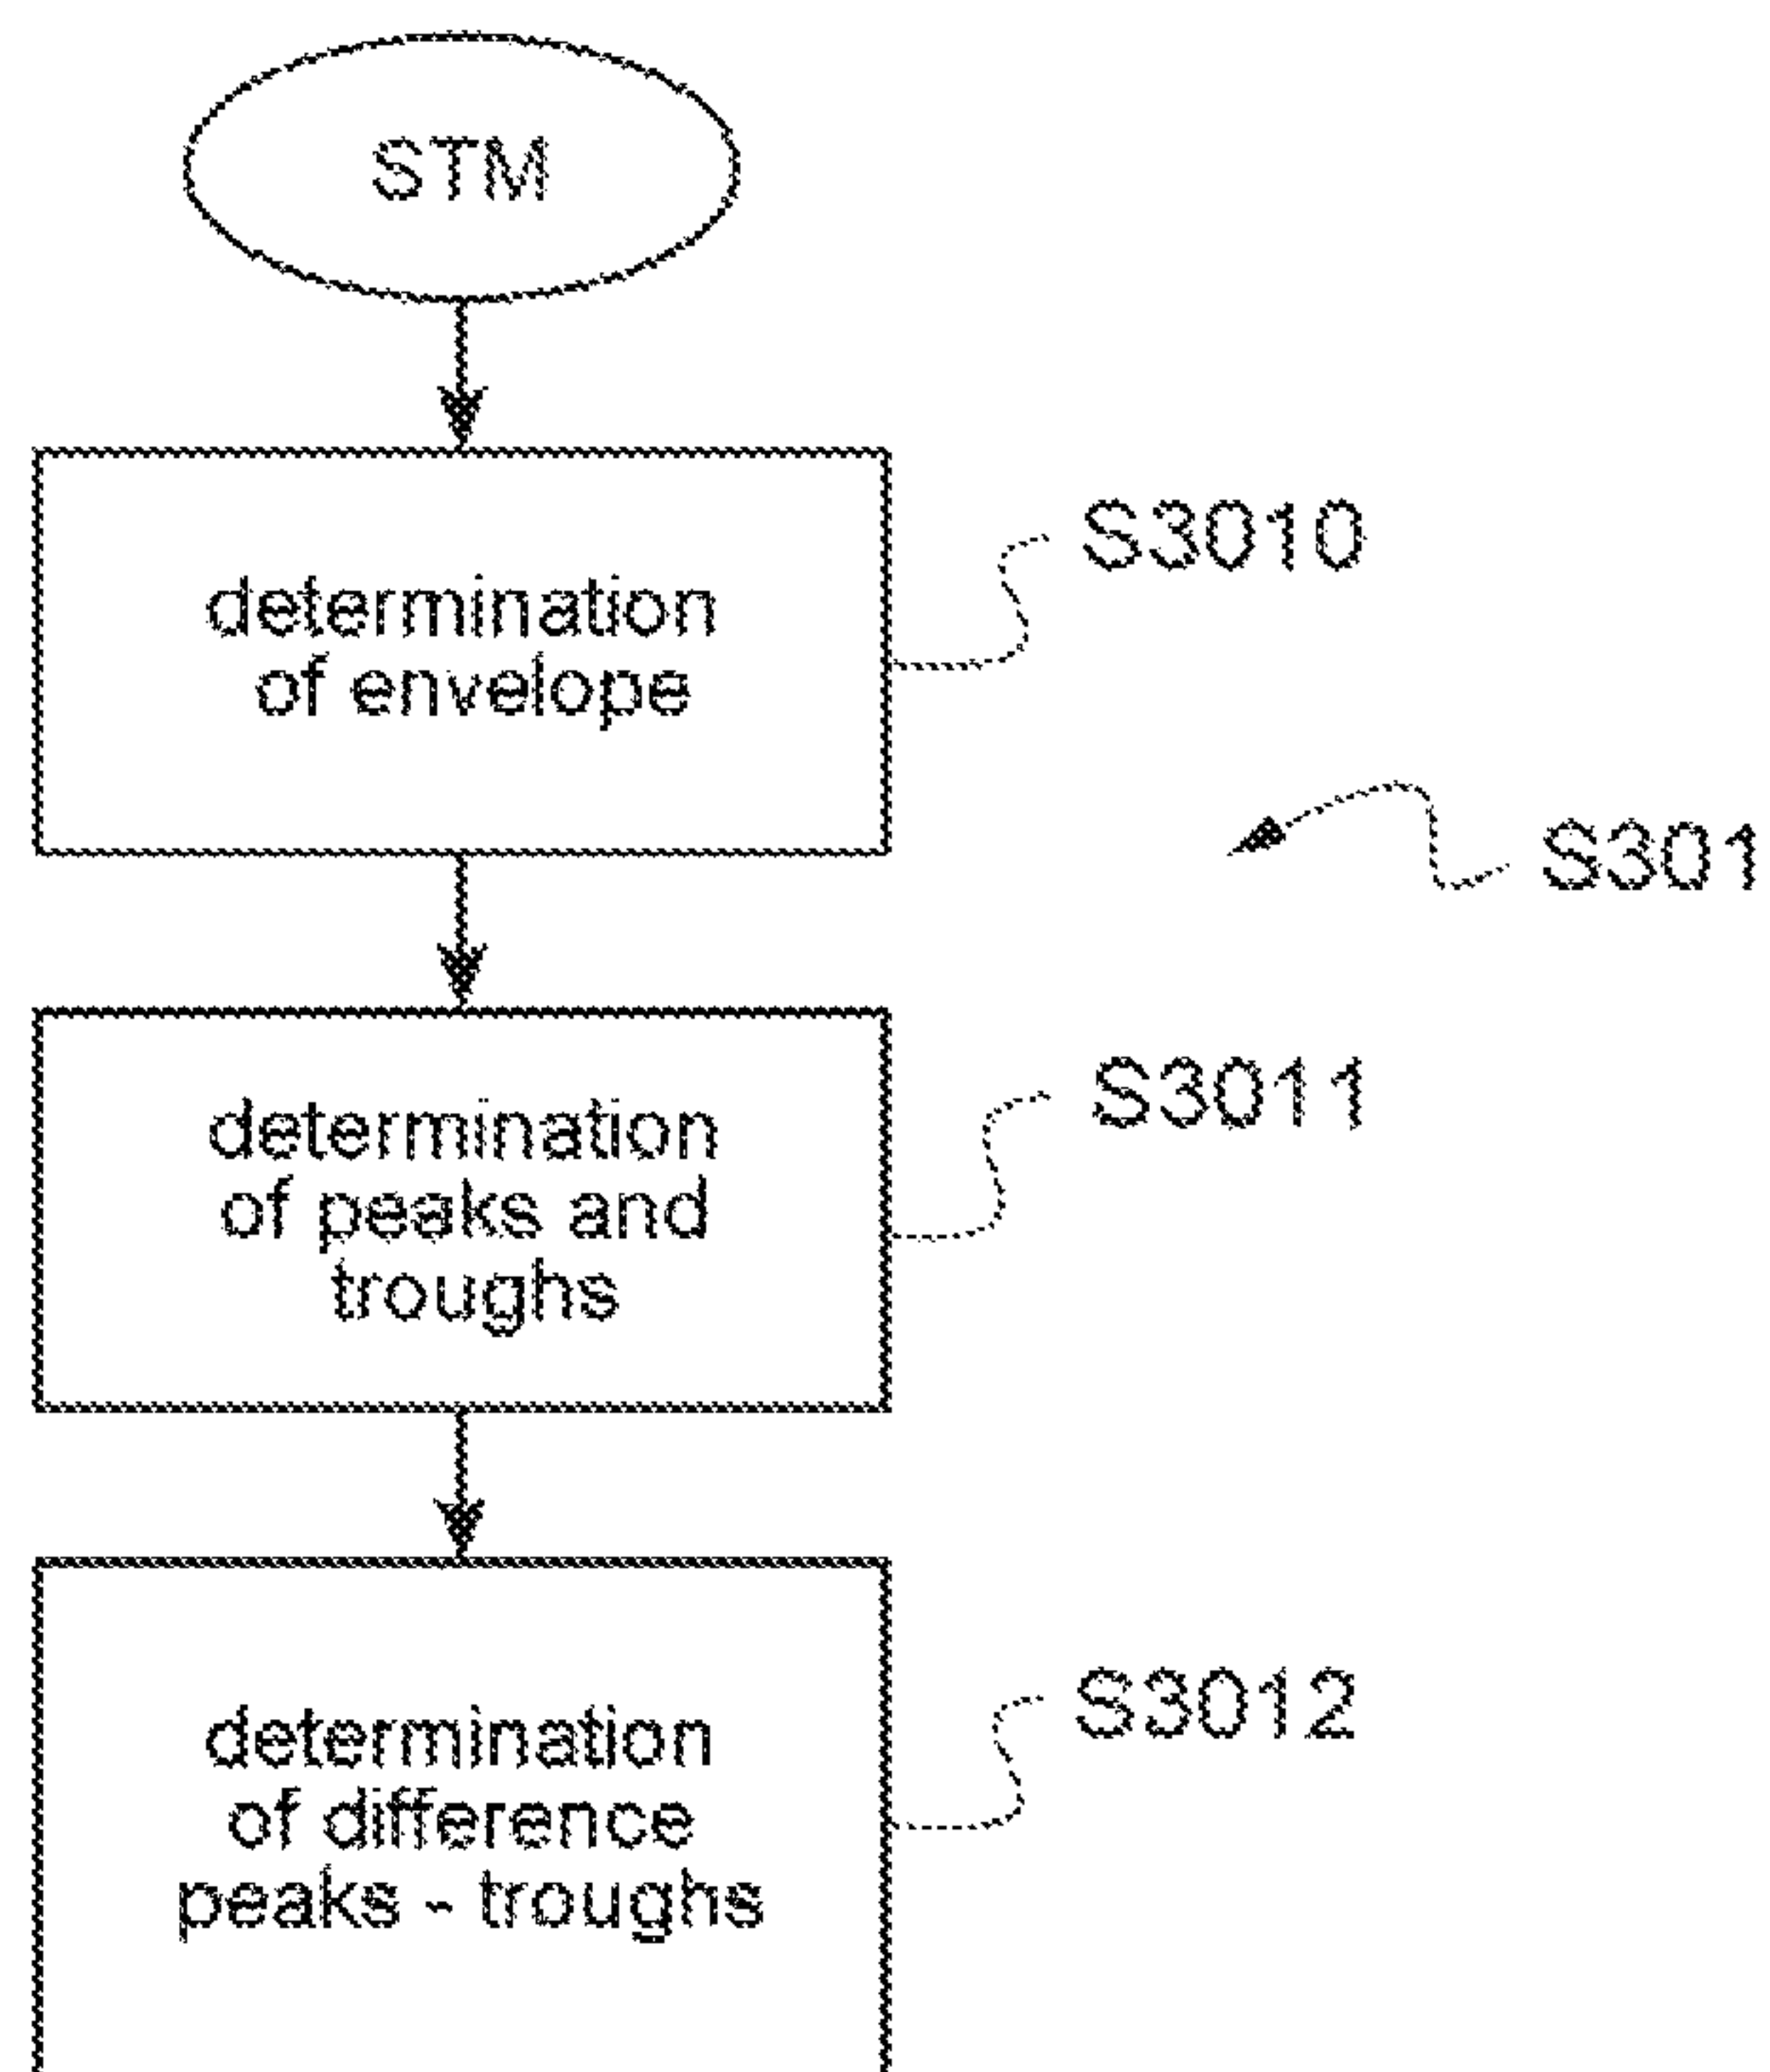 STM
S3010
determination
of envelope
S301
S3011
determination
of peaks and
troughs
S3012
determination
of difference
peaks - troughs